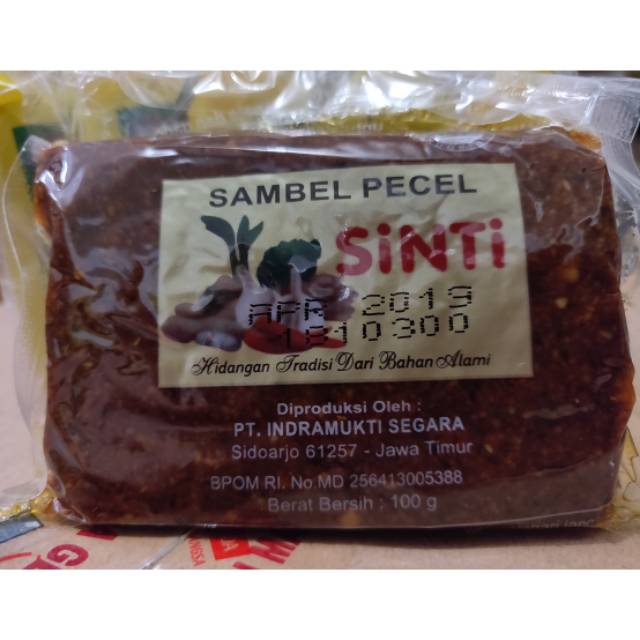 SAMBEL PECEL
SiNTi
APR 2019
1810300
Hidangan Tradisi Dari Bahan Alami
Diproduksi Oleh :
PT. INDRAMUKTI SEGARA
Sidoarjo 61257 - Jawa Timur
BPOM RI. No.MD 256413005388
Berat Bersih : 100 g